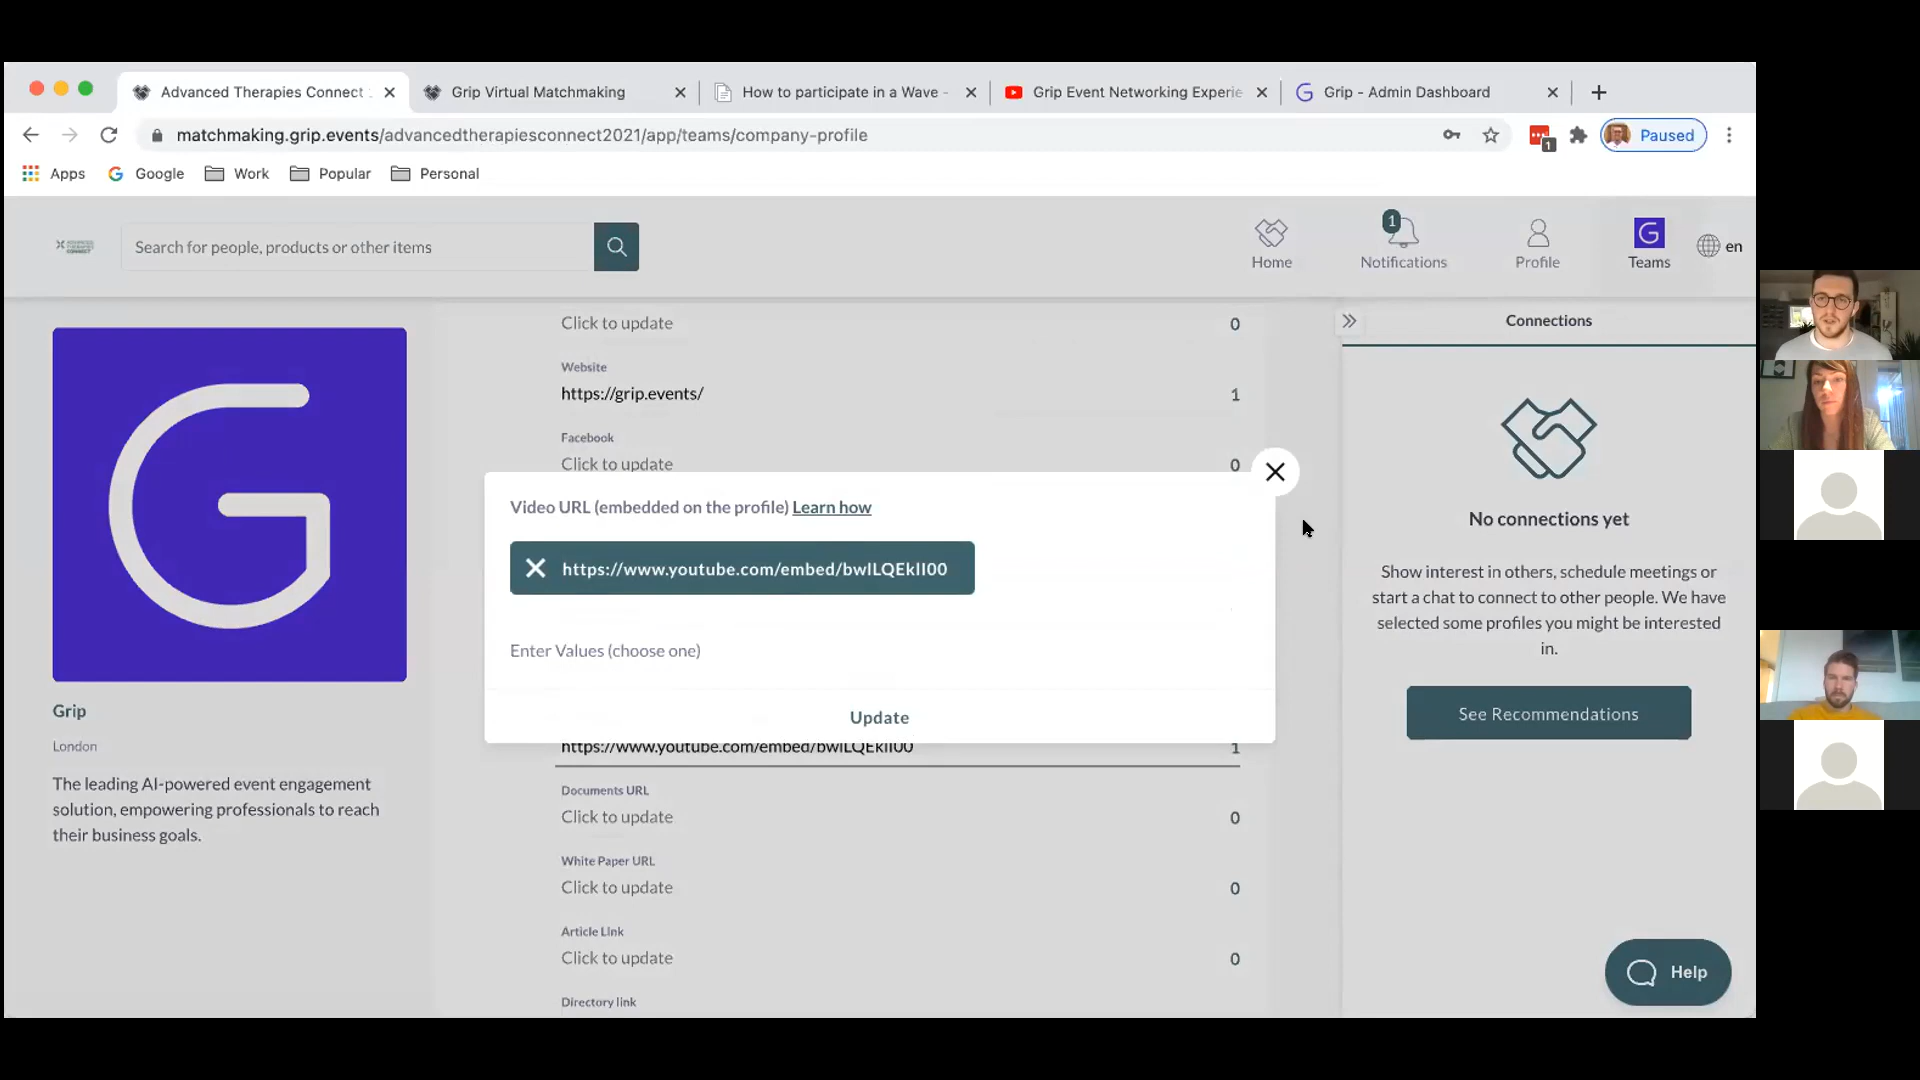 Advanced Therapies Connect
Grip Virtual Matchmaking
How to participate in a Wave -
Grip Event Networking Experie
Grip - Admin Dashboard
matchmaking.grip.events/advancedtherapiesconnect2021/app/teams/company-profile
1
Paused
Apps
Google
Work
Popular
Personal
ADVANCED THERAPIES CONNECT
Search for people, products or other items
Home
1
Notifications
Profile
Teams
en
Click to update 0
Website
https://grip.events/ 1
Facebook
Click to update 0
Video URL (embedded on the profile) Learn how
https://www.youtube.com/embed/bwlLQEkll00
Enter Values (choose one)
Update
https://www.youtube.com/embed/bwlLQEkll00 1
Documents URL
Click to update 0
White Paper URL
Click to update 0
Article Link
Click to update 0
Directory link
Grip
London
The leading AI-powered event engagement
solution, empowering professionals to reach
their business goals.
Connections
No connections yet
Show interest in others, schedule meetings or
start a chat to connect to other people. We have
selected some profiles you might be interested
in.
See Recommendations
Help